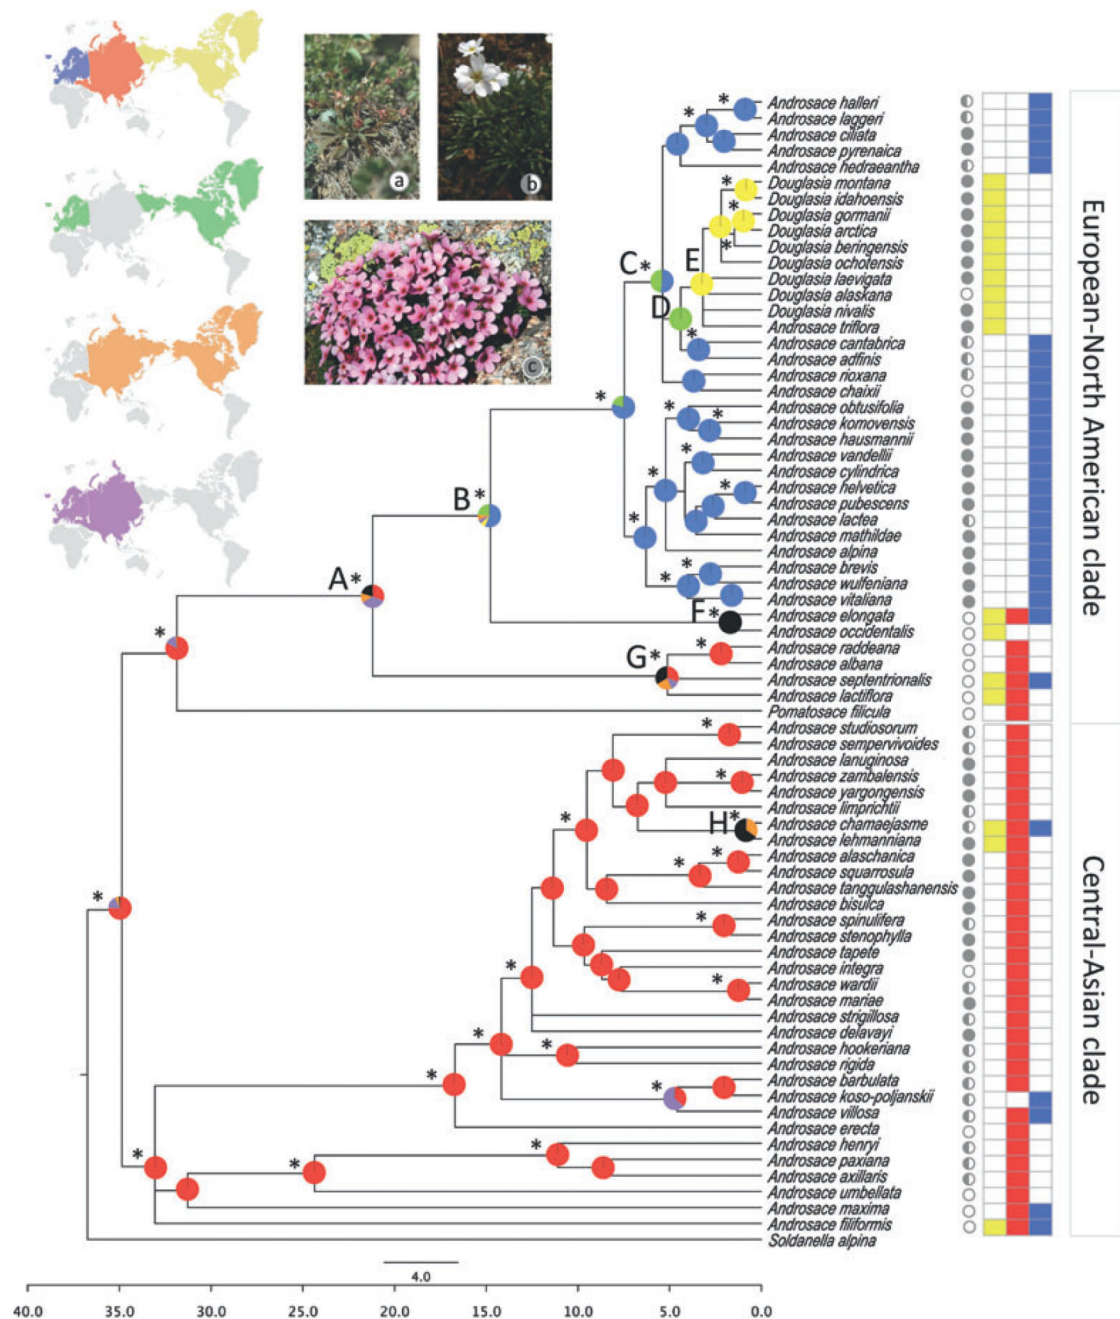 a
b
c
A*
B*
C*
D
E
F*
G*
H*
Androsace halleri
Androsace laggeri
Androsace ciliata
Androsace pyrenaica
Androsace hedraeantha
Douglasia montana
Douglasia idahoensis
Douglasia gormanii
Douglasia arctica
Douglasia beringensis
Douglasia ochotensis
Douglasia laevigata
Douglasia alaskana
Douglasia nivalis
Androsace triflora
Androsace cantabrica
Androsace adfinis
Androsace rioxana
Androsace chaixii
Androsace obtusifolia
Androsace komovensis
Androsace hausmannii
Androsace vandellii
Androsace cylindrica
Androsace helvetica
Androsace pubescens
Androsace lactea
Androsace mathildae
Androsace alpina
Androsace brevis
Androsace wulfeniana
Androsace vitaliana
Androsace elongata
Androsace occidentalis
Androsace raddeana
Androsace albana
Androsace septentrionalis
Androsace lactiflora
Pomatosace filicula
Androsace studiosorum
Androsace sempervivoides
Androsace lanuginosa
Androsace zambalensis
Androsace yargongensis
Androsace limprichtii
Androsace chamaejasme
Androsace lehmanniana
Androsace alaschanica
Androsace squarrosula
Androsace tanggulashanensis
Androsace bisulca
Androsace spinulifera
Androsace stenophylla
Androsace tapete
Androsace integra
Androsace wardii
Androsace mariae
Androsace strigillosa
Androsace delavayi
Androsace hookeriana
Androsace rigida
Androsace barbulata
Androsace koso-poljanskii
Androsace villosa
Androsace erecta
Androsace henryi
Androsace paxiana
Androsace axillaris
Androsace umbellata
Androsace maxima
Androsace filiformis
Soldanella alpina
European-North American clade
Central-Asian clade
4.0
40.0 35.0 30.0 25.0 20.0 15.0 10.0 5.0 0.0